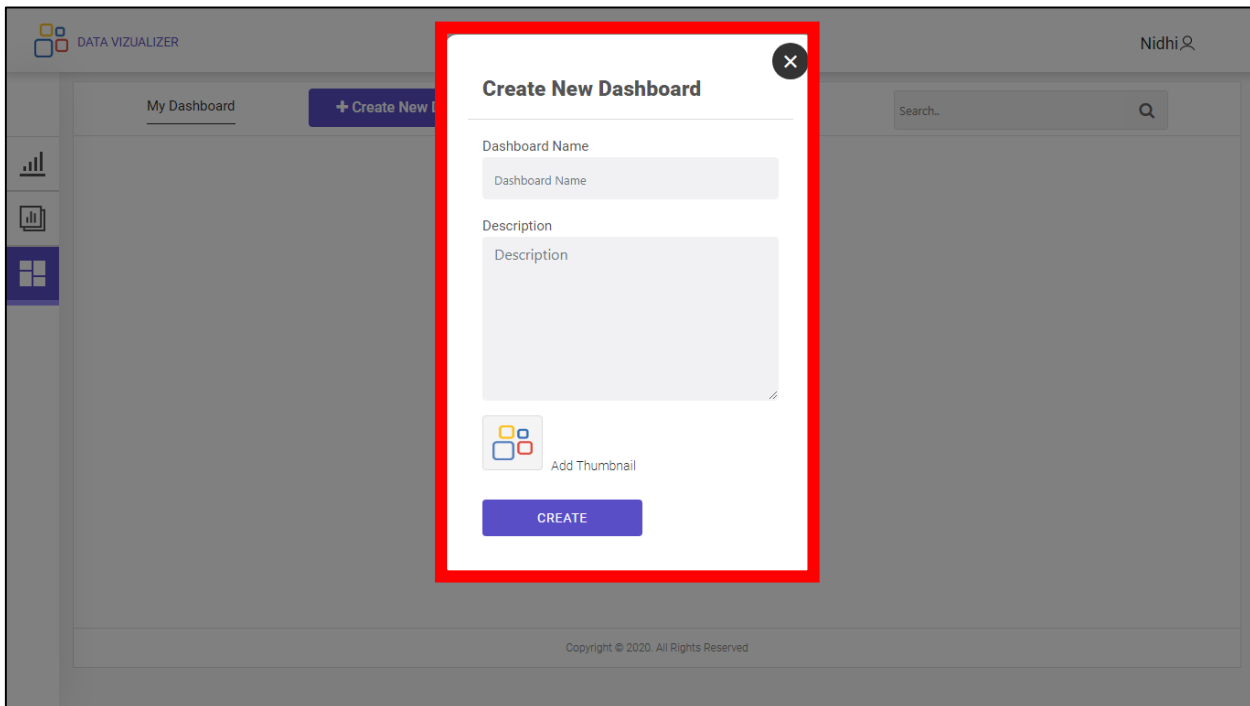 DATA VIZUALIZER
Nidhi
My Dashboard
+ Create New D
Search..
Create New Dashboard
Dashboard Name
Dashboard Name
Description
Description
Add Thumbnail
CREATE
Copyright © 2020. All Rights Reserved